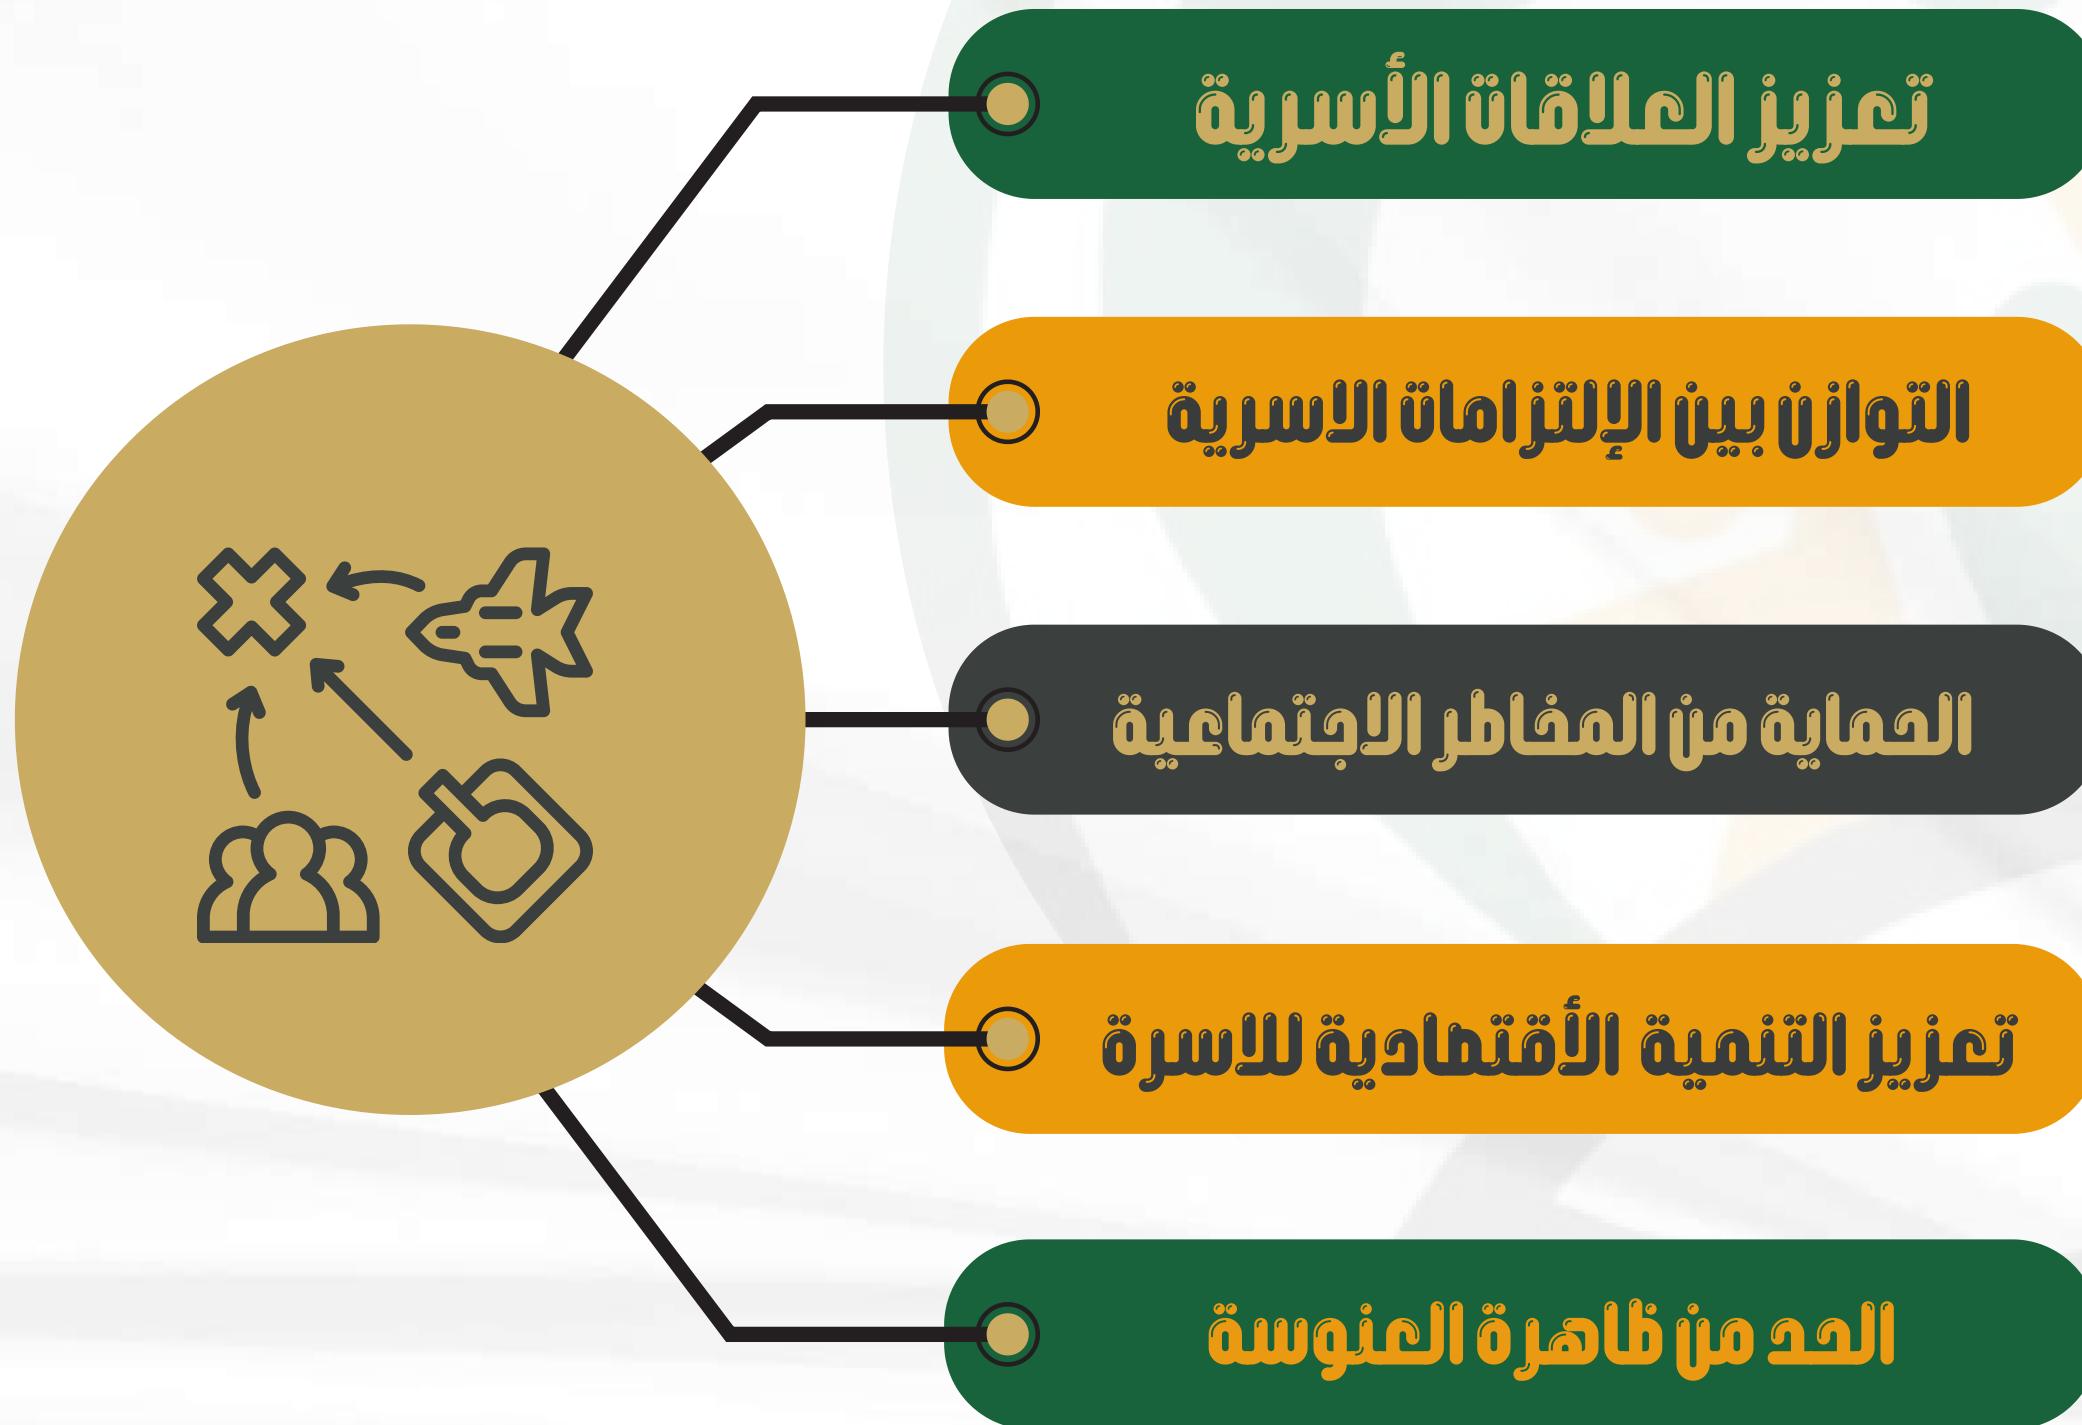 تعزيز العلاقات الأسرية
التوازن بين الإلتزامات الاسرية
الحماية من المخاطر الاجتماعية
تعزيز التنمية الأقتصادية للاسرة
الحد من ظاهرة العنوسة